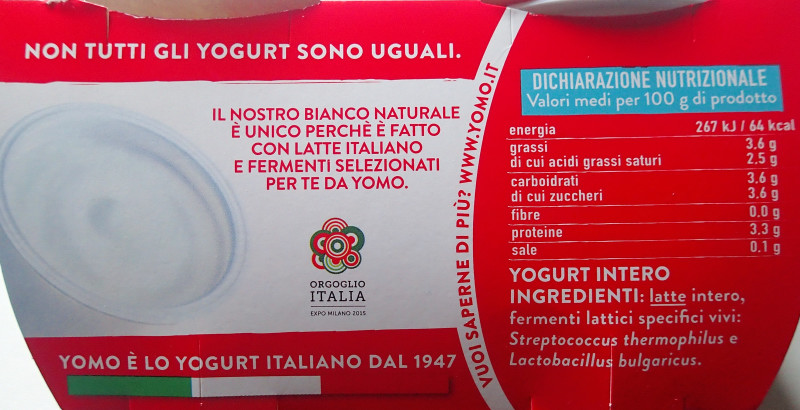 NON TUTTI GLI YOGURT SONO UGUALI.
IL NOSTRO BIANCO NATURALE
È UNICO PERCHÈ È FATTO
CON LATTE ITALIANO
E FERMENTI SELEZIONATI
PER TE DA YOMO.
ORGOGLIO
ITALIA
EXPO MILANO 2015
YOMO È LO YOGURT ITALIANO DAL 1947
VUOI SAPERNE DI PIÙ? WWW.YOMO.IT
DICHIARAZIONE NUTRIZIONALE
Valori medi per 100 g di prodotto
energia 267 kJ / 64 kcal
grassi 3.6 g
di cui acidi grassi saturi 2.5 g
carboidrati 3.6 g
di cui zuccheri 3.6 g
fibre 0.0 g
proteine 3,3 g
sale 0.1 g
YOGURT INTERO
INGREDIENTI: latte intero,
fermenti lattici specifici vivi:
Streptococcus thermophilus e
Lactobacillus bulgaricus.